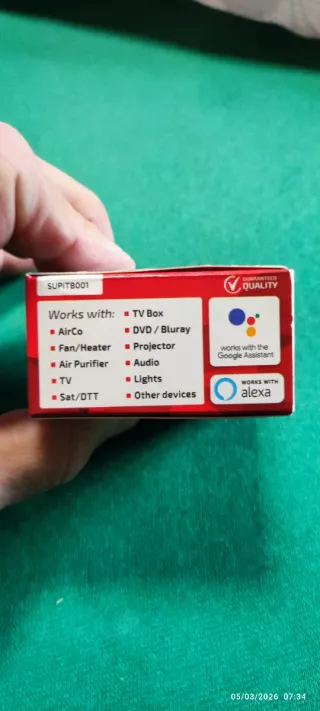 SUPITB001
GUARANTEED
QUALITY
Works with:
▪ AirCo
▪ Fan/Heater
▪ Air Purifier
▪ TV
▪ Sat/DTT
▪ TV Box
▪ DVD / Bluray
▪ Projector
▪ Audio
▪ Lights
▪ Other devices
works with the
Google Assistant
WORKS WITH
alexa
05/03/2026 07:34